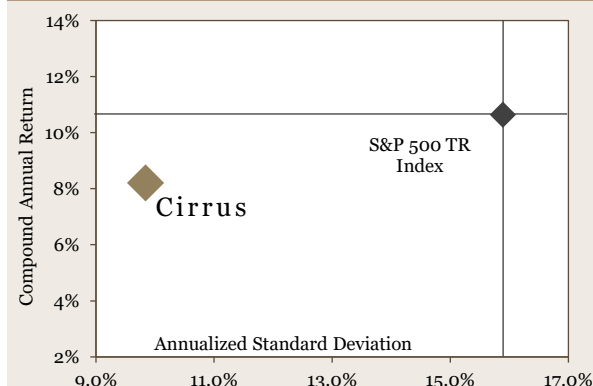 14%
12%
10%
8%
6%
4%
2%
Compound Annual Return
S&P 500 TR
Index
Cirrus
Annualized Standard Deviation
9.0%
11.0%
13.0%
15.0%
17.0%